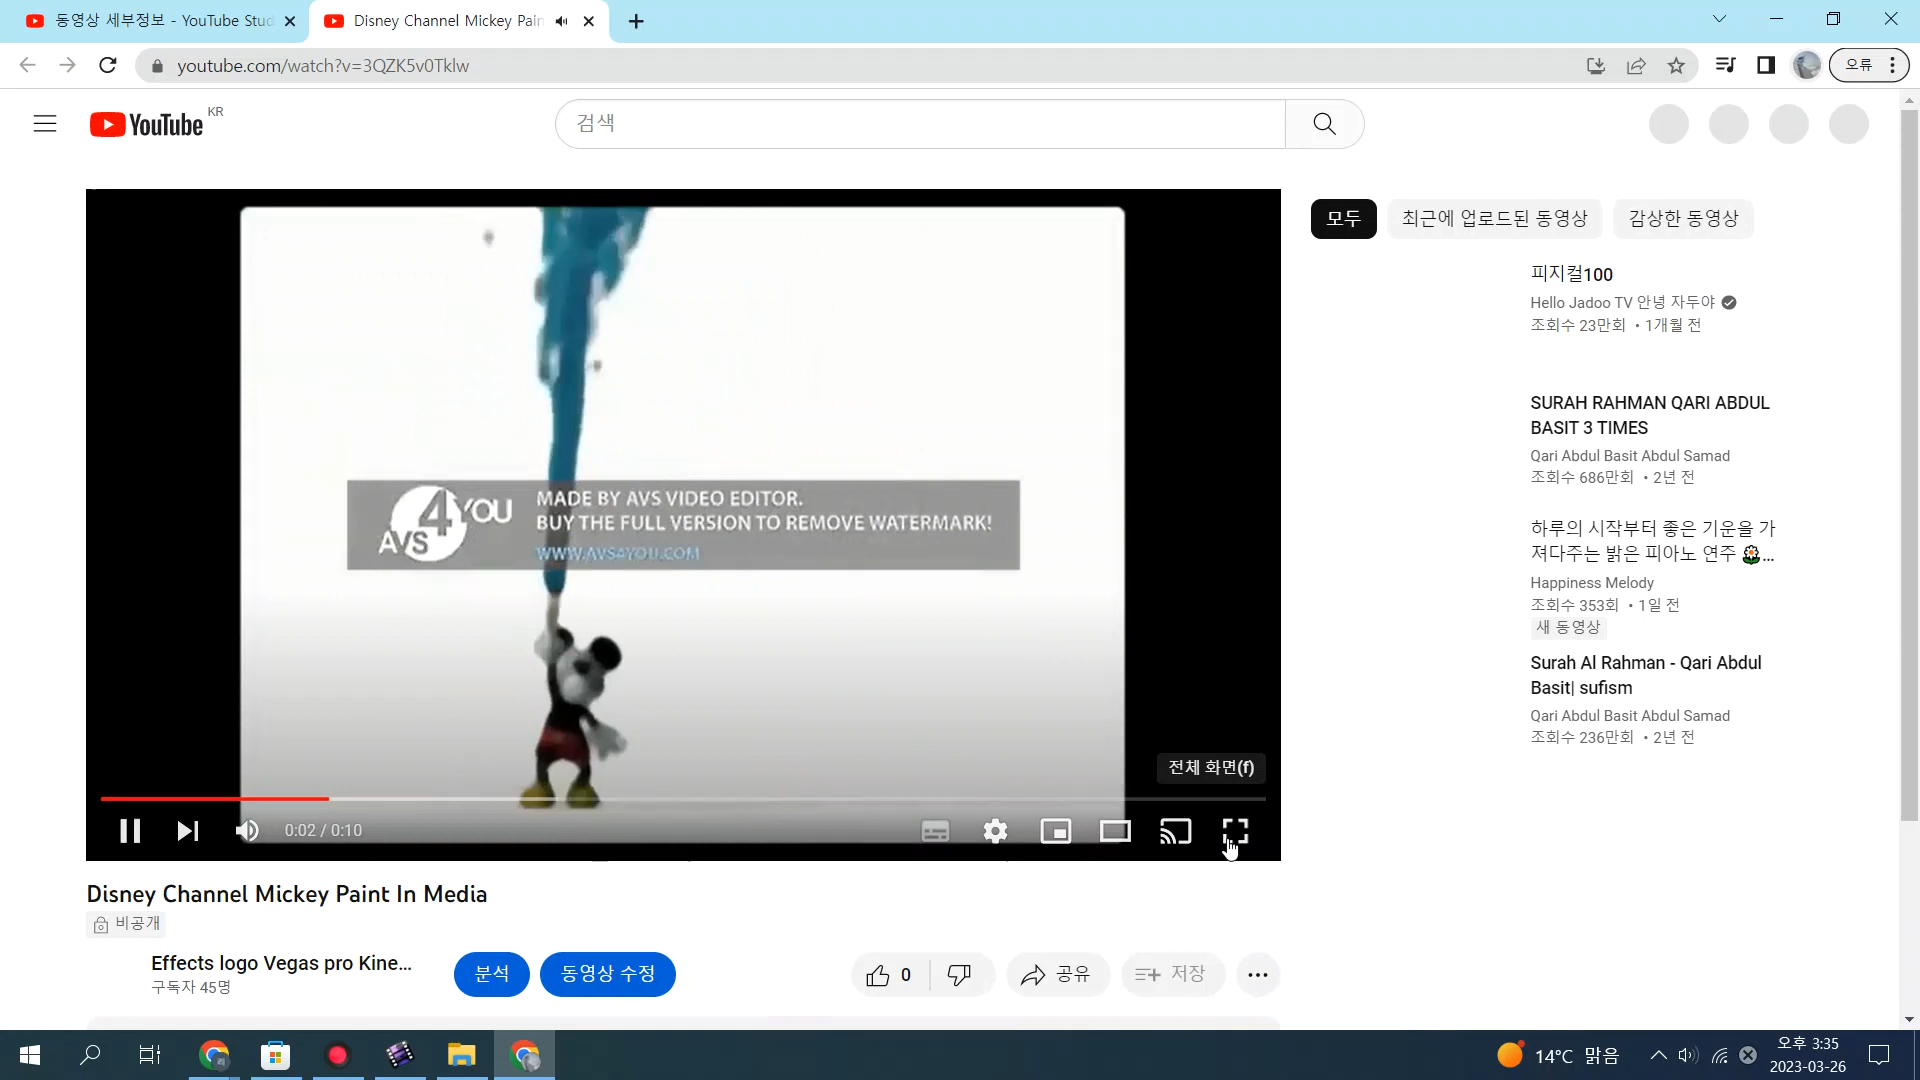 동영상 세부정보 - YouTube Stud
Disney Channel Mickey Pain
youtube.com/watch?v=3QZK5v0Tklw
오류
YouTube KR
검색
모두
최근에 업로드된 동영상
감상한 동영상
피지컬100
Hello Jadoo TV 안녕 자두야
조회수 23만회 • 1개월 전
SURAH RAHMAN QARI ABDUL
BASIT 3 TIMES
Qari Abdul Basit Abdul Samad
조회수 686만회 • 2년 전
하루의 시작부터 좋은 기운을 가
져다주는 밝은 피아노 연주 🌼...
Happiness Melody
조회수 353회 • 1일 전
새 동영상
Surah Al Rahman - Qari Abdul
Basit| sufism
Qari Abdul Basit Abdul Samad
조회수 236만회 • 2년 전
AVS4YOU
MADE BY AVS VIDEO EDITOR.
BUY THE FULL VERSION TO REMOVE WATERMARK!
WWW.AVS4YOU.COM
전체 화면(f)
0:02 / 0:10
Disney Channel Mickey Paint In Media
비공개
Effects logo Vegas pro Kine...
구독자 45명
분석
동영상 수정
0
공유
저장
14°C 맑음
오후 3:35
2023-03-26